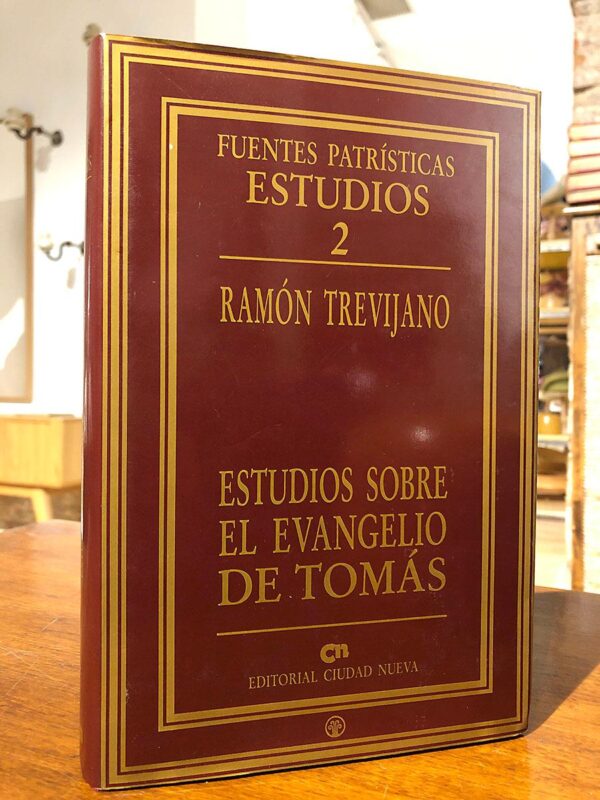 FUENTES PATRÍSTICAS
ESTUDIOS
2
RAMÓN TREVIJANO
ESTUDIOS SOBRE
EL EVANGELIO
DE TOMÁS
cn
EDITORIAL CIUDAD NUEVA